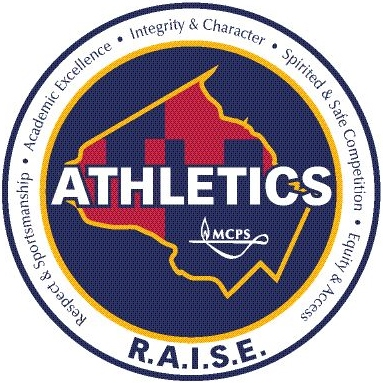 Respect & Sportsmanship • Academic Excellence • Integrity & Character • Spirited & Safe Competition • Equity & Access
ATHLETICS
MCPS
R.A.I.S.E.